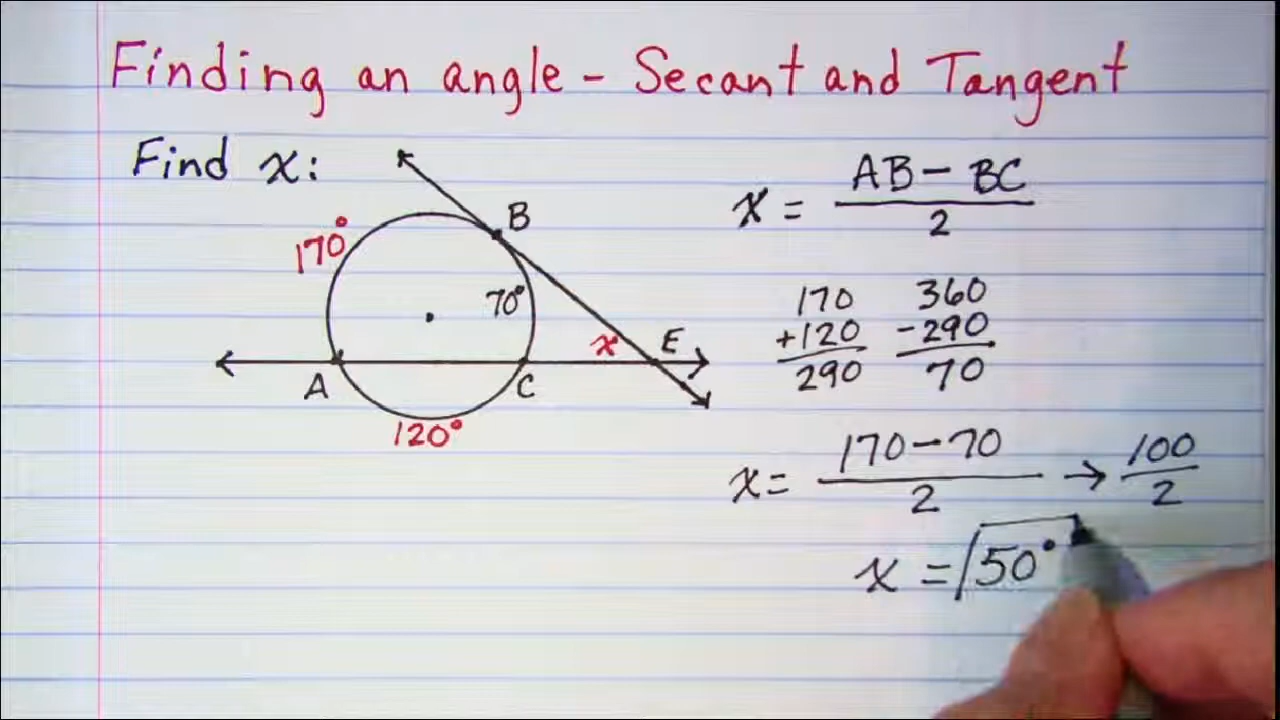 Finding an angle - Secant and Tangent
Find x:
170°
B
70°
x
E
A
C
120°
x = AB - BC
2
170 360
+120 -290
290 70
x = 170 - 70 → 100
2 2
x = 50°